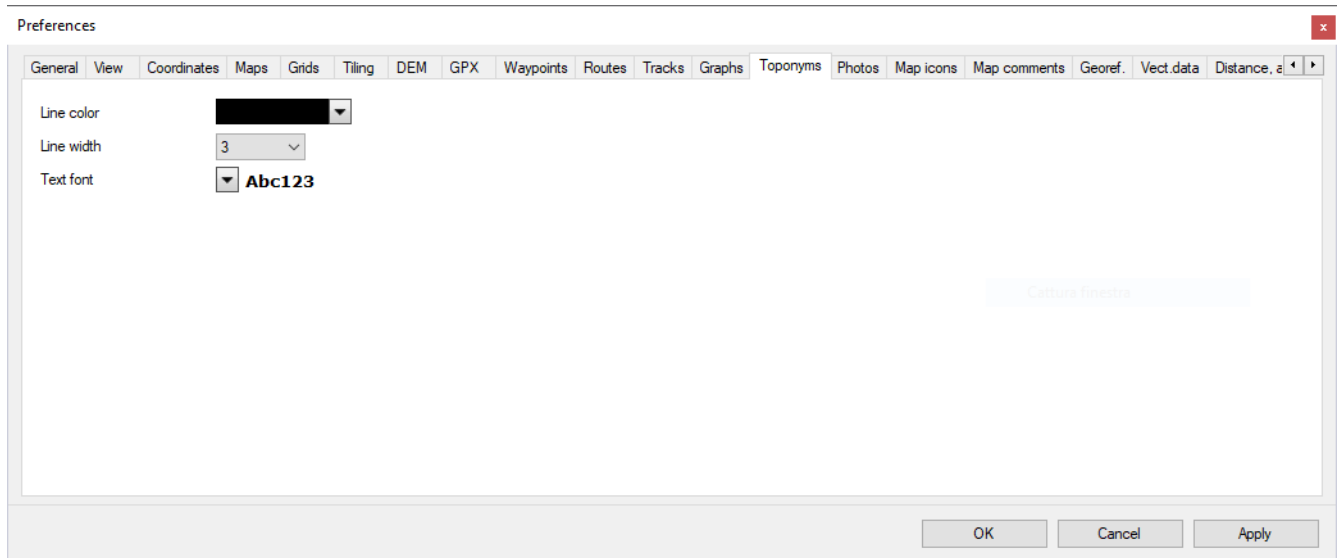 Preferences
x
General View Coordinates Maps Grids Tiling DEM GPX Waypoints Routes Tracks Graphs Toponyms Photos Map icons Map comments Georef. Vect.data Distance, a
Line color
Line width 3
Text font Abc123
Cattura finestra
OK Cancel Apply